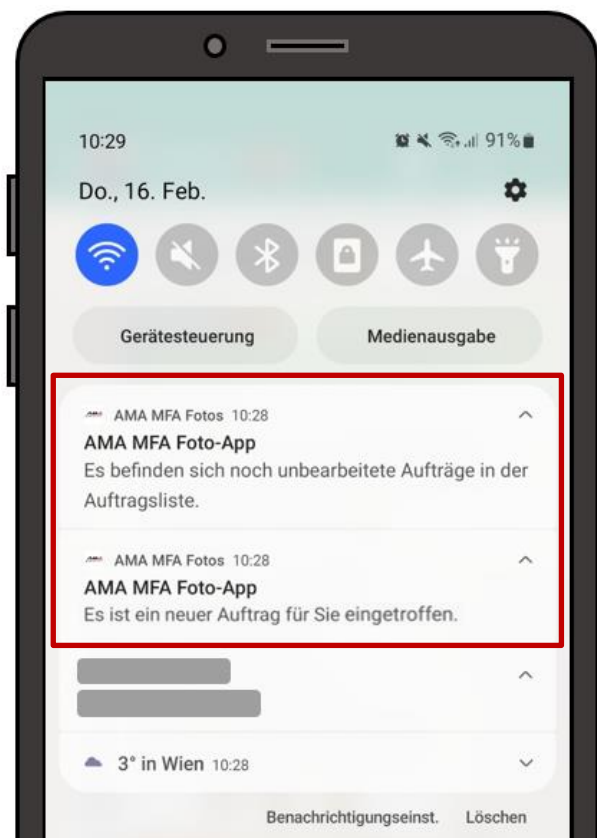 10:29 91%
Do., 16. Feb.
Gerätesteuerung Medienausgabe
AMA MFA Fotos 10:28
AMA MFA Foto-App
Es befinden sich noch unbearbeitete Aufträge in der
Auftragsliste.
AMA MFA Fotos 10:28
AMA MFA Foto-App
Es ist ein neuer Auftrag für Sie eingetroffen.
3° in Wien 10:28
Benachrichtigungseinst. Löschen